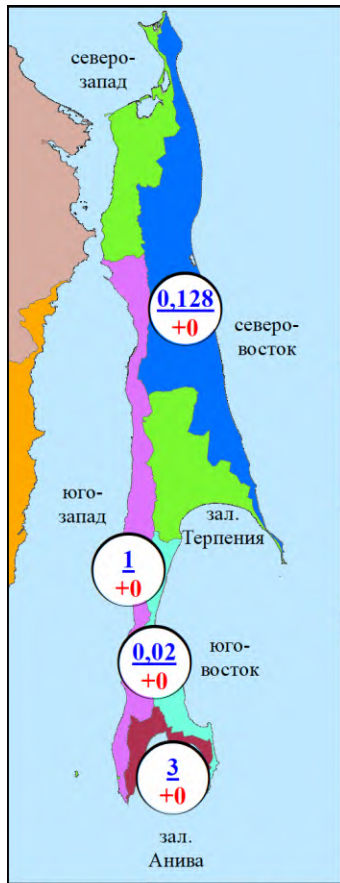 северо-
запад
0,128
+0
северо-
восток
юго-
запад
зал.
Терпения
1
+0
0,02
+0
юго-
восток
3
+0
зал.
Анива